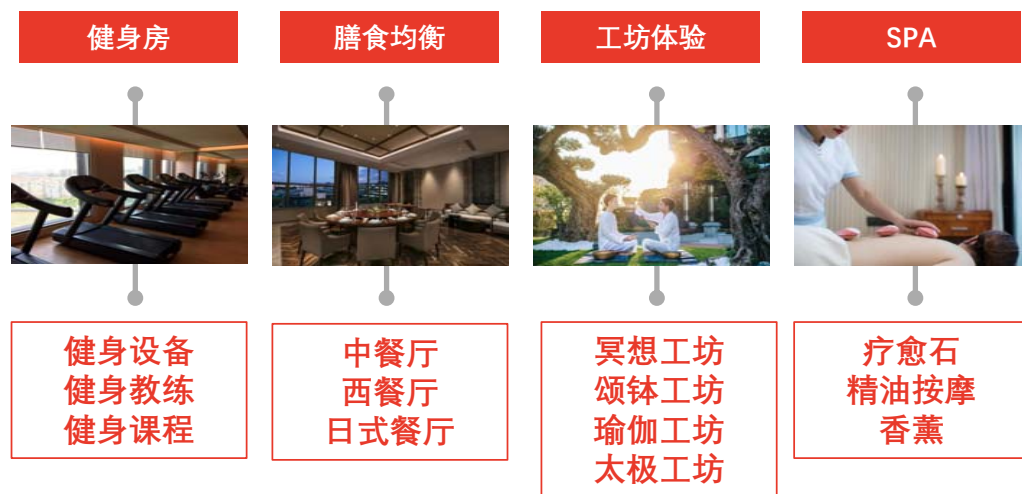 健身房
膳食均衡
工坊体验
SPA
健身设备
健身教练
健身课程
中餐厅
西餐厅
日式餐厅
冥想工坊
颂钵工坊
瑜伽工坊
太极工坊
疗愈石
精油按摩
香薰